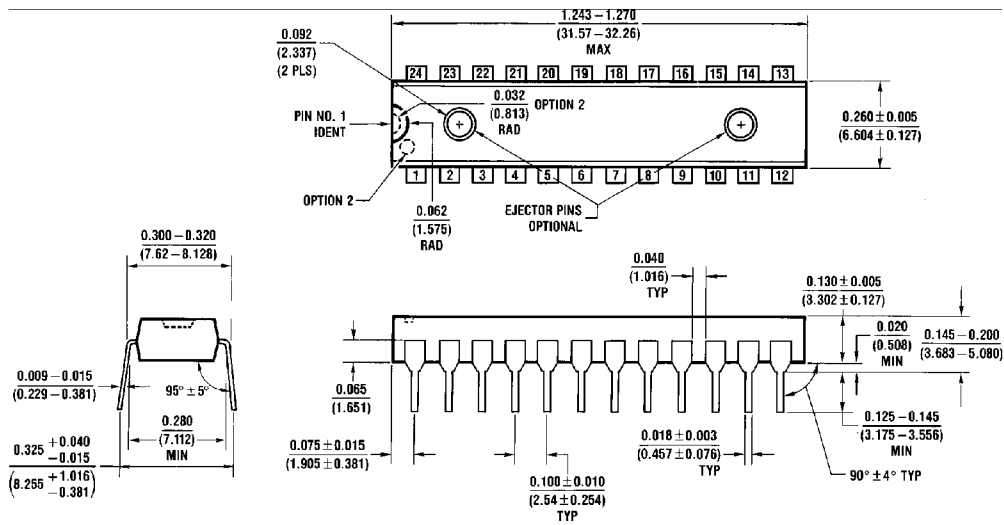 1.243–1.270
(31.57–32.26)
MAX
0.092
(2.337)
(2 PLS)
24 23 22 21 20 19 18 17 16 15 14 13
0.032
(0.813)
RAD
OPTION 2
PIN NO. 1
IDENT
0.260 ± 0.005
(6.604 ± 0.127)
1 2 3 4 5 6 7 8 9 10 11 12
OPTION 2
0.062
(1.575)
RAD
EJECTOR PINS
OPTIONAL
0.300–0.320
(7.62–8.128)
0.040
(1.016)
TYP
0.130 ± 0.005
(3.302 ± 0.127)
0.020
(0.508)
MIN
0.145–0.200
(3.683–5.080)
0.009–0.015
(0.229–0.381)
95° ± 5°
0.065
(1.651)
0.280
(7.112)
MIN
0.125–0.145
(3.175–3.556)
MIN
0.325 +0.040 −0.015
(8.255 +1.016 −0.381)
0.075 ± 0.015
(1.905 ± 0.381)
0.018 ± 0.003
(0.457 ± 0.076)
TYP
90° ± 4° TYP
0.100 ± 0.010
(2.54 ± 0.254)
TYP